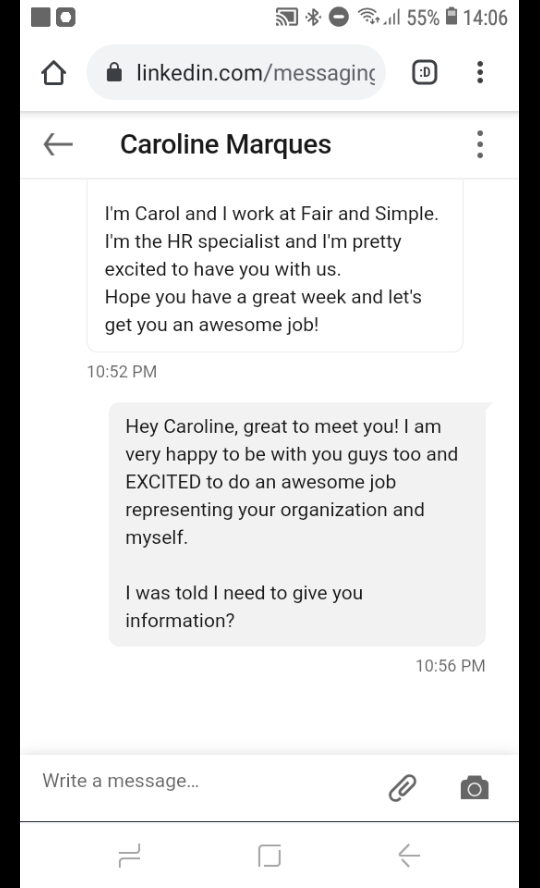 55% 14:06
linkedin.com/messaging
:D
Caroline Marques
I'm Carol and I work at Fair and Simple.
I'm the HR specialist and I'm pretty
excited to have you with us.
Hope you have a great week and let's
get you an awesome job!
10:52 PM
Hey Caroline, great to meet you! I am
very happy to be with you guys too and
EXCITED to do an awesome job
representing your organization and
myself.
I was told I need to give you
information?
10:56 PM
Write a message...